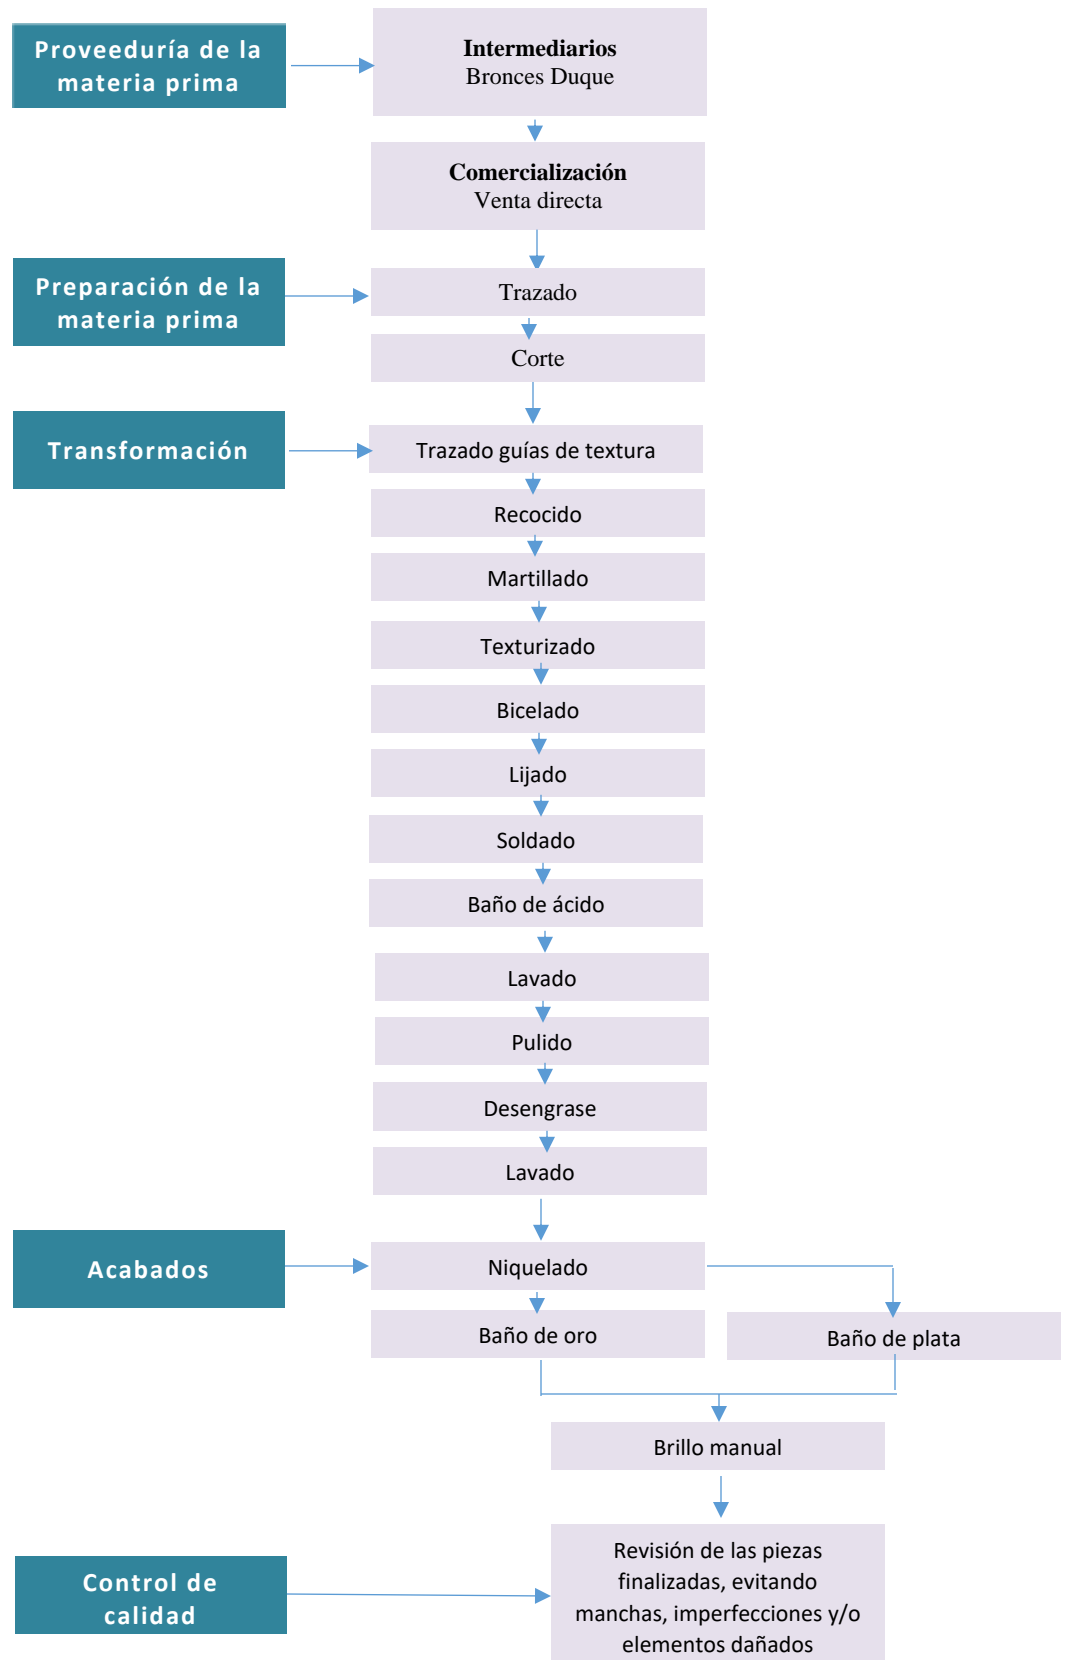 Proveeduría de la
materia prima
Intermediarios
Bronces Duque
Comercialización
Venta directa
Preparación de la
materia prima
Trazado
Corte
Transformación
Trazado guías de textura
Recocido
Martillado
Texturizado
Bicelado
Lijado
Soldado
Baño de ácido
Lavado
Pulido
Desengrase
Lavado
Acabados
Niquelado
Baño de oro
Baño de plata
Brillo manual
Control de
calidad
Revisión de las piezas
finalizadas, evitando
manchas, imperfecciones y/o
elementos dañados